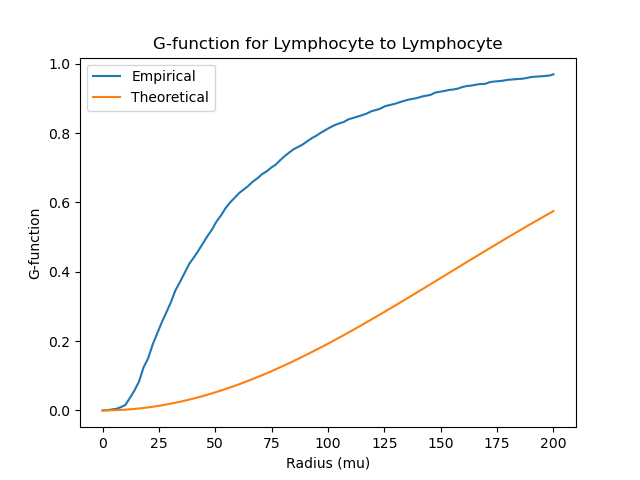 G-function for Lymphocyte to Lymphocyte
Empirical
Theoretical
1.0
0.8
0.6
0.4
0.2
0.0
G-function
0 25 50 75 100 125 150 175 200
Radius (mu)